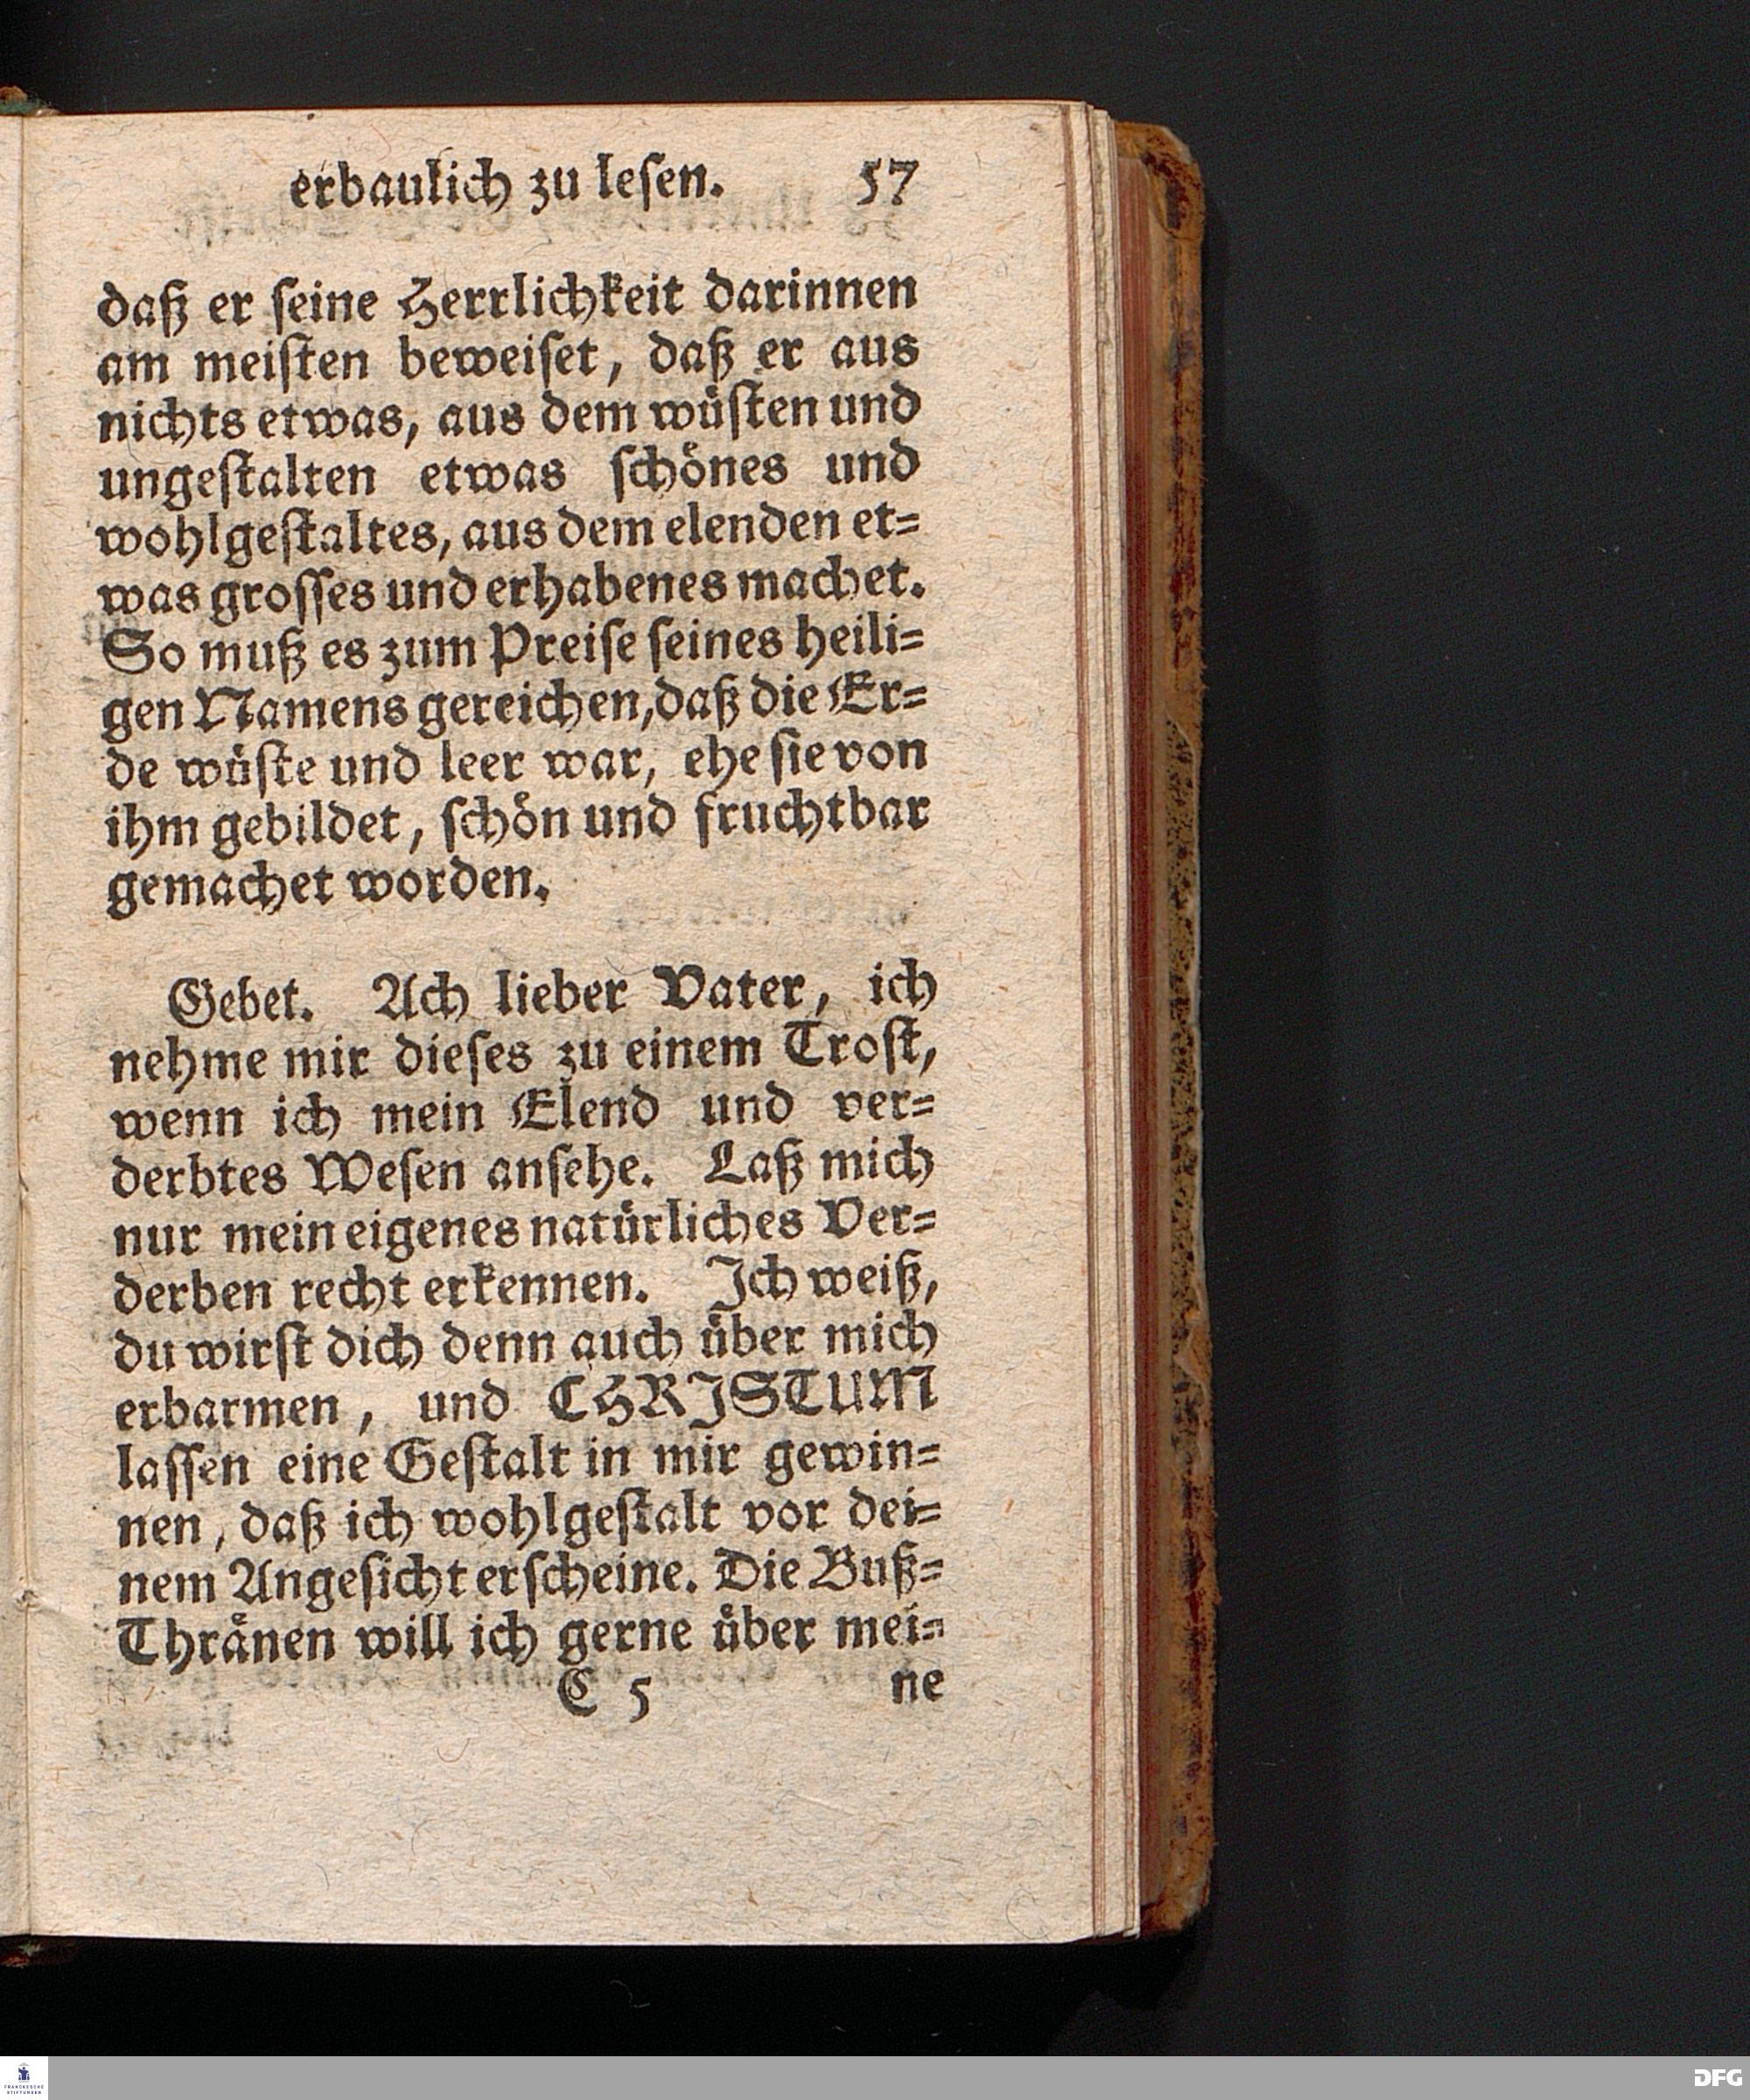 erbaulich zu lesen. 57
daß er seine Herrlichkeit darinnen
am meisten beweiset, daß er aus
nichts etwas, aus dem wüsten und
ungestalten etwas schönes und
wohlgestaltes, aus dem elenden et=
was grosses und erhabenes machet.
So muß es zum Preise seines heili=
gen Namens gereichen, daß die Er=
de wüste und leer war, ehe sie von
ihm gebildet, schön und fruchtbar
gemachet worden.
Gebet. Ach lieber Vater, ich
nehme mir dieses zu einem Trost,
wenn ich mein Elend und ver=
derbtes Wesen ansehe. Laß mich
nur mein eigenes natürliches Ver=
derben recht erkennen. Ich weiß,
du wirst dich denn auch über mich
erbarmen, und CHRISTUM
lassen eine Gestalt in mir gewin=
nen, daß ich wohlgestalt vor dei=
nem Angesicht erscheine. Die Buß=
Thränen will ich gerne über mei=
C 5 ne
FRANCKESCHE
STIFTUNGEN
DFG